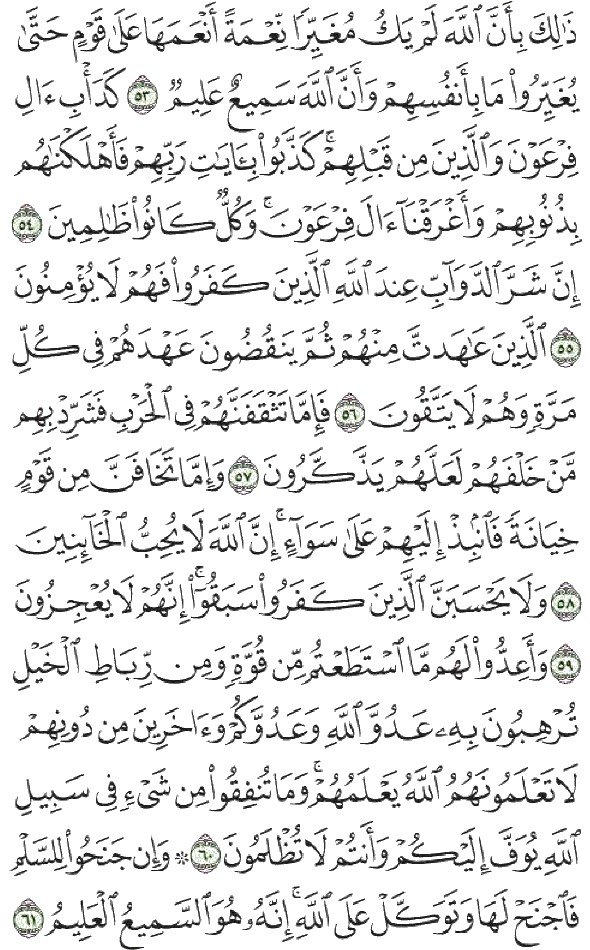 ذَٰلِكَ بِأَنَّ ٱللَّهَ لَمْ يَكُ مُغَيِّرًا نِّعْمَةً أَنْعَمَهَا عَلَىٰ قَوْمٍ حَتَّىٰ
يُغَيِّرُوا۟ مَا بِأَنفُسِهِمْ وَأَنَّ ٱللَّهَ سَمِيعٌ عَلِيمٌ ٥٣ كَدَأْبِ ءَالِ
فِرْعَوْنَ وَٱلَّذِينَ مِن قَبْلِهِمْ ۚ كَذَّبُوا۟ بِـَٔايَـٰتِ رَبِّهِمْ فَأَهْلَكْنَـٰهُم
بِذُنُوبِهِمْ وَأَغْرَقْنَآ ءَالَ فِرْعَوْنَ ۚ وَكُلٌّ كَانُوا۟ ظَـٰلِمِينَ ٥٤
إِنَّ شَرَّ ٱلدَّوَآبِّ عِندَ ٱللَّهِ ٱلَّذِينَ كَفَرُوا۟ فَهُمْ لَا يُؤْمِنُونَ
٥٥ ٱلَّذِينَ عَـٰهَدتَّ مِنْهُمْ ثُمَّ يَنقُضُونَ عَهْدَهُمْ فِى كُلِّ
مَرَّةٍ وَهُمْ لَا يَتَّقُونَ ٥٦ فَإِمَّا تَثْقَفَنَّهُمْ فِى ٱلْحَرْبِ فَشَرِّدْ بِهِم
مَّنْ خَلْفَهُمْ لَعَلَّهُمْ يَذَّكَّرُونَ ٥٧ وَإِمَّا تَخَافَنَّ مِن قَوْمٍ
خِيَانَةً فَٱنۢبِذْ إِلَيْهِمْ عَلَىٰ سَوَآءٍ ۚ إِنَّ ٱللَّهَ لَا يُحِبُّ ٱلْخَآئِنِينَ
٥٨ وَلَا يَحْسَبَنَّ ٱلَّذِينَ كَفَرُوا۟ سَبَقُوٓا۟ ۚ إِنَّهُمْ لَا يُعْجِزُونَ
٥٩ وَأَعِدُّوا۟ لَهُم مَّا ٱسْتَطَعْتُم مِّن قُوَّةٍ وَمِن رِّبَاطِ ٱلْخَيْلِ
تُرْهِبُونَ بِهِۦ عَدُوَّ ٱللَّهِ وَعَدُوَّكُمْ وَءَاخَرِينَ مِن دُونِهِمْ
لَا تَعْلَمُونَهُمُ ٱللَّهُ يَعْلَمُهُمْ ۚ وَمَا تُنفِقُوا۟ مِن شَىْءٍ فِى سَبِيلِ
ٱللَّهِ يُوَفَّ إِلَيْكُمْ وَأَنتُمْ لَا تُظْلَمُونَ ٦٠ ۞ وَإِن جَنَحُوا۟ لِلسَّلْمِ
فَٱجْنَحْ لَهَا وَتَوَكَّلْ عَلَى ٱللَّهِ ۚ إِنَّهُۥ هُوَ ٱلسَّمِيعُ ٱلْعَلِيمُ ٦١